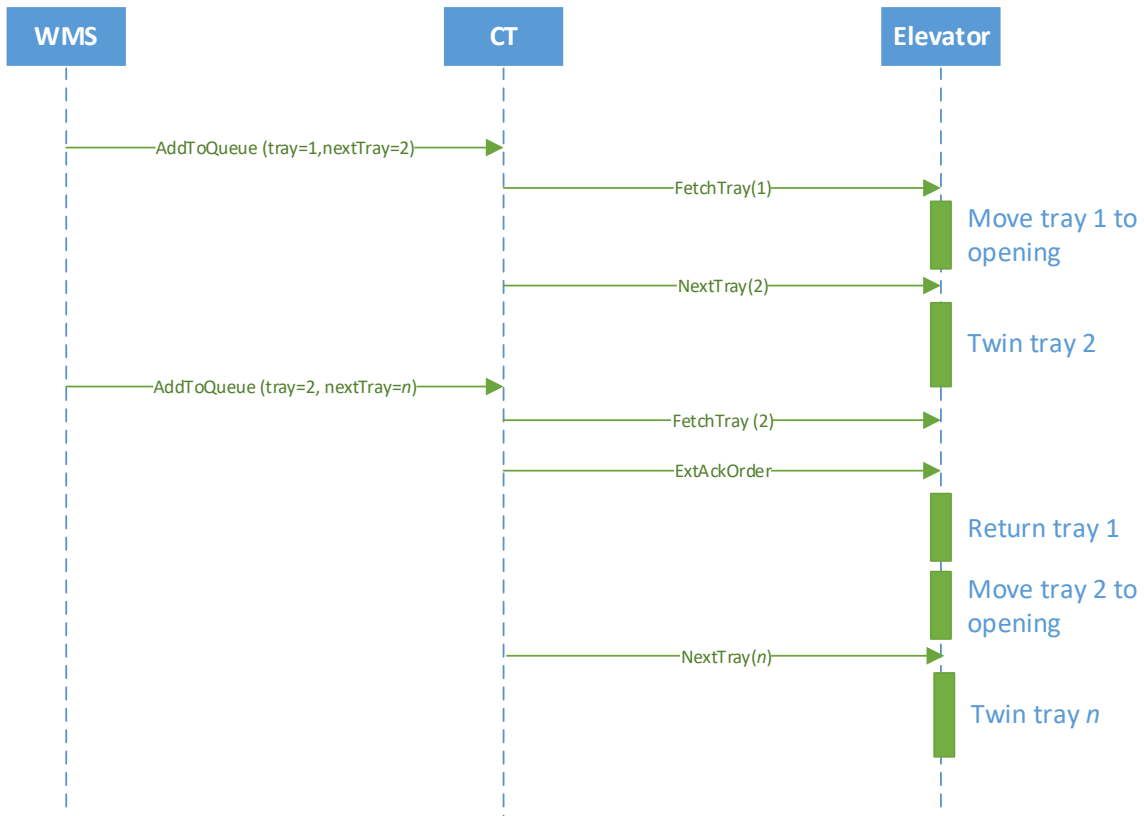 WMS
CT
Elevator
AddToQueue (tray=1,nextTray=2)
FetchTray(1)
Move tray 1 to
opening
NextTray(2)
Twin tray 2
AddToQueue (tray=2, nextTray=n)
FetchTray (2)
ExtAckOrder
Return tray 1
Move tray 2 to
opening
NextTray(n)
Twin tray n